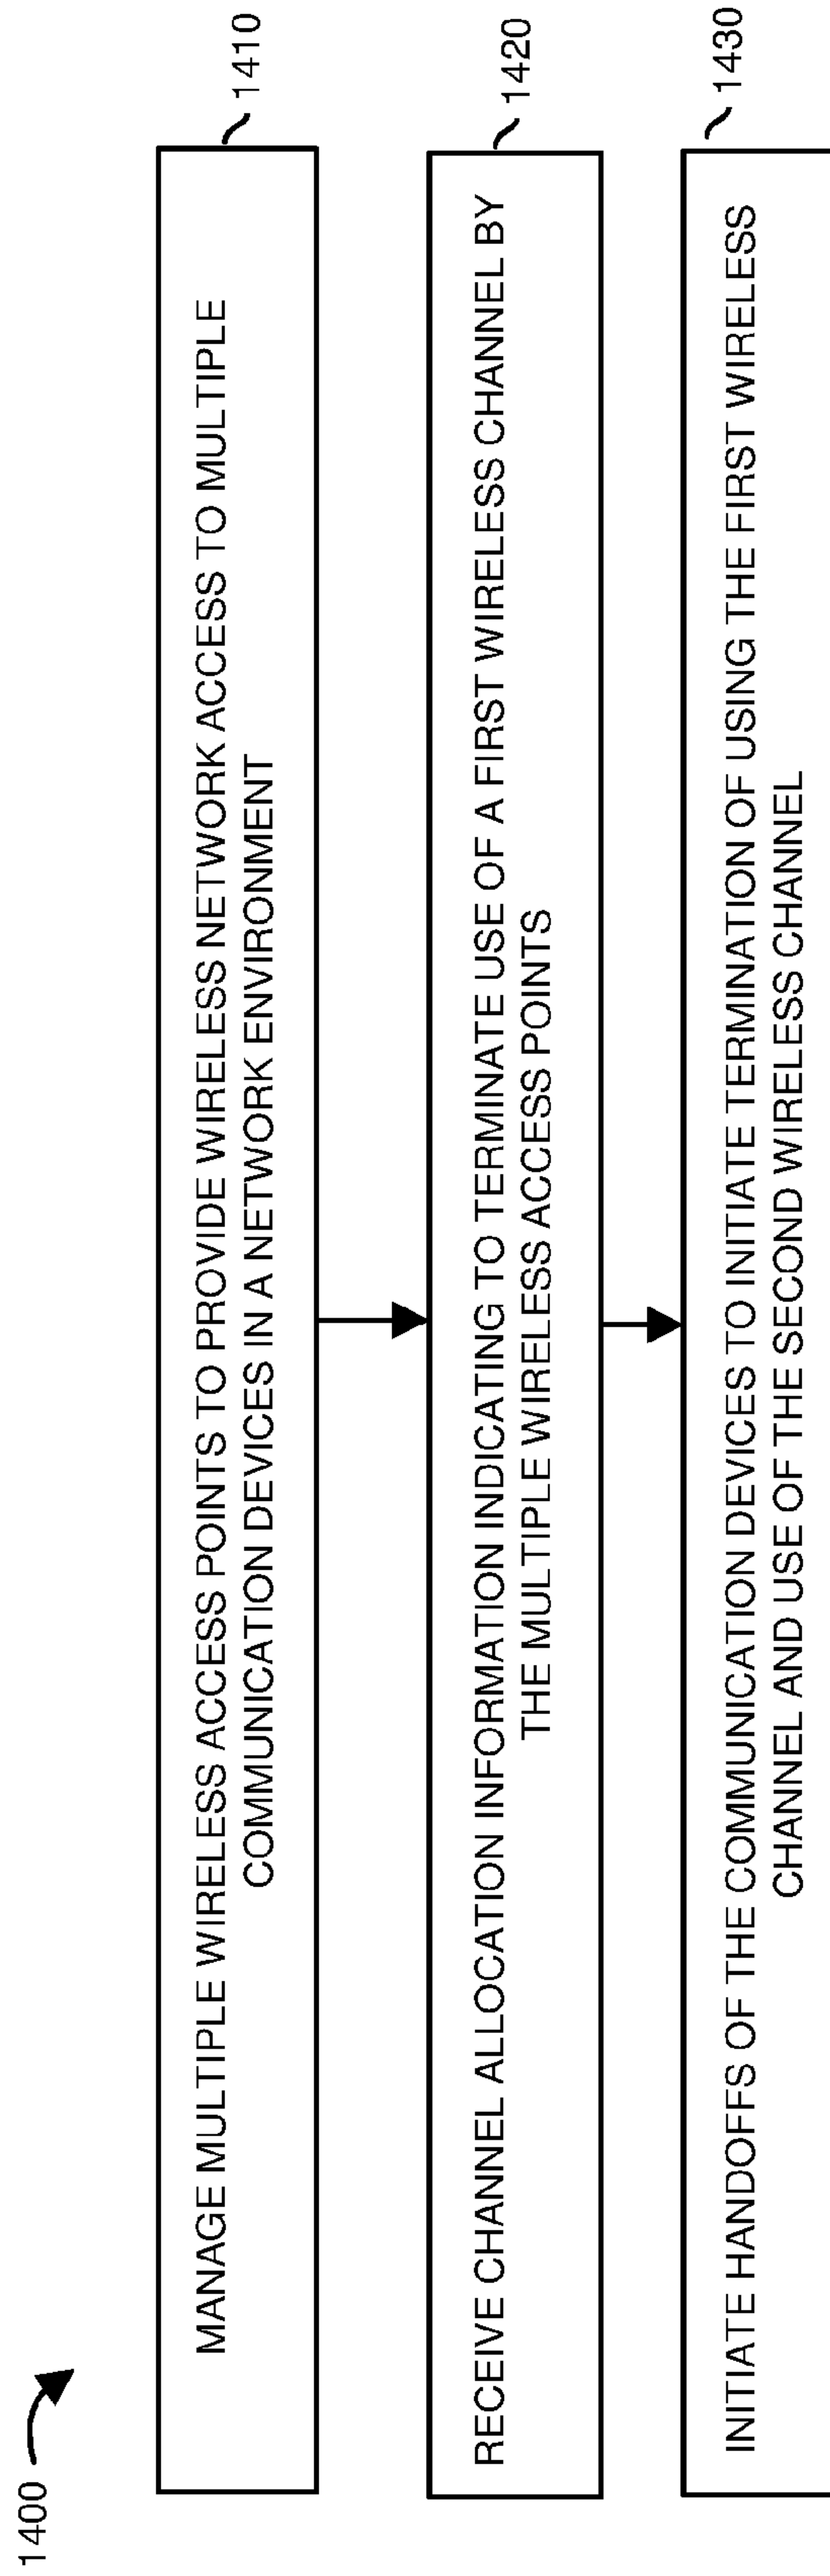 1400
MANAGE MULTIPLE WIRELESS ACCESS POINTS TO PROVIDE WIRELESS NETWORK ACCESS TO MULTIPLE
COMMUNICATION DEVICES IN A NETWORK ENVIRONMENT
1410
RECEIVE CHANNEL ALLOCATION INFORMATION INDICATING TO TERMINATE USE OF A FIRST WIRELESS CHANNEL BY
THE MULTIPLE WIRELESS ACCESS POINTS
1420
INITIATE HANDOFFS OF THE COMMUNICATION DEVICES TO INITIATE TERMINATION OF USING THE FIRST WIRELESS
CHANNEL AND USE OF THE SECOND WIRELESS CHANNEL
1430